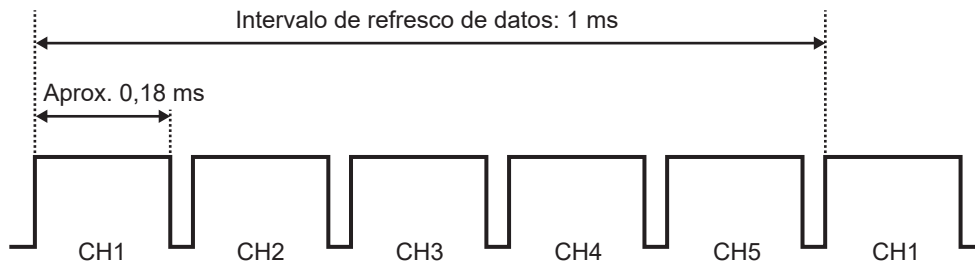 Intervalo de refresco de datos: 1 ms
Aprox. 0,18 ms
CH1 CH2 CH3 CH4 CH5 CH1